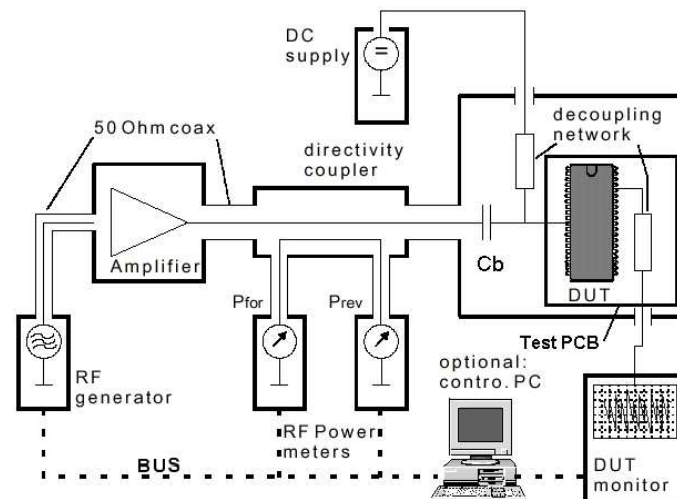 DC
supply
50 Ohm coax
directivity
coupler
decoupling
network
Amplifier
Cb
DUT
Pfor
Prev
Test PCB
RF
generator
RF Power
meters
optional:
contro. PC
BUS
DUT
monitor